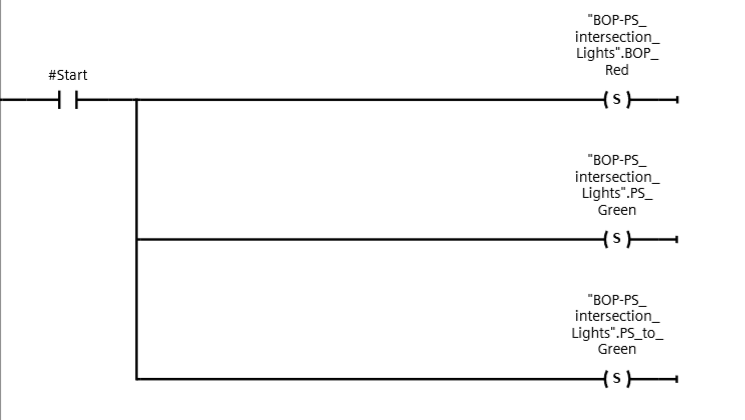 "BOP-PS_
intersection_
Lights".BOP_
Red
#Start
S
"BOP-PS_
intersection_
Lights".PS_
Green
S
"BOP-PS_
intersection_
Lights".PS_to_
Green
S